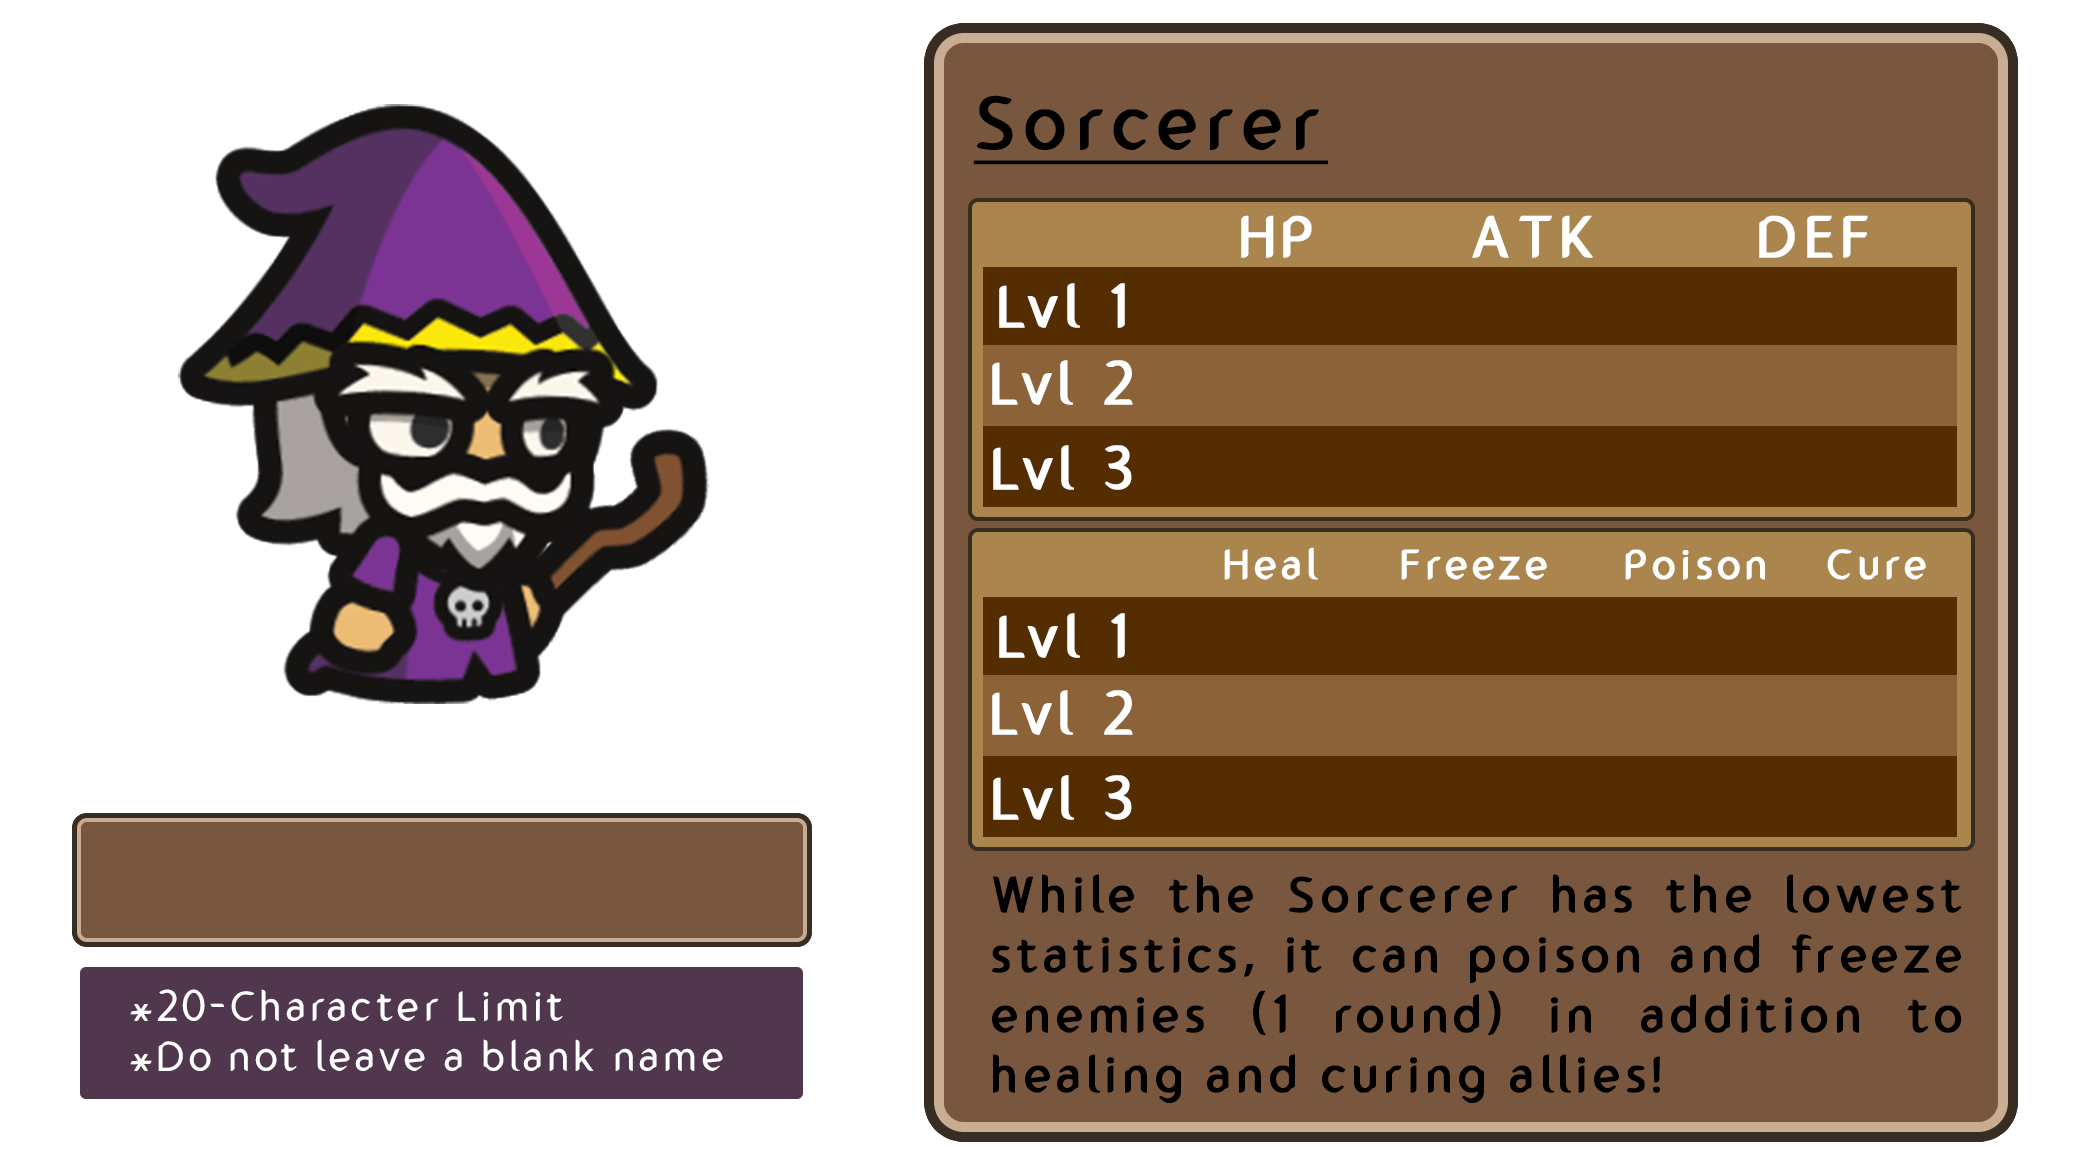 Sorcerer
HP ATK DEF
Lvl 1
Lvl 2
Lvl 3
Heal Freeze Poison Cure
Lvl 1
Lvl 2
Lvl 3
While the Sorcerer has the lowest
statistics, it can poison and freeze
enemies (1 round) in addition to
healing and curing allies!
*20-Character Limit
*Do not leave a blank name